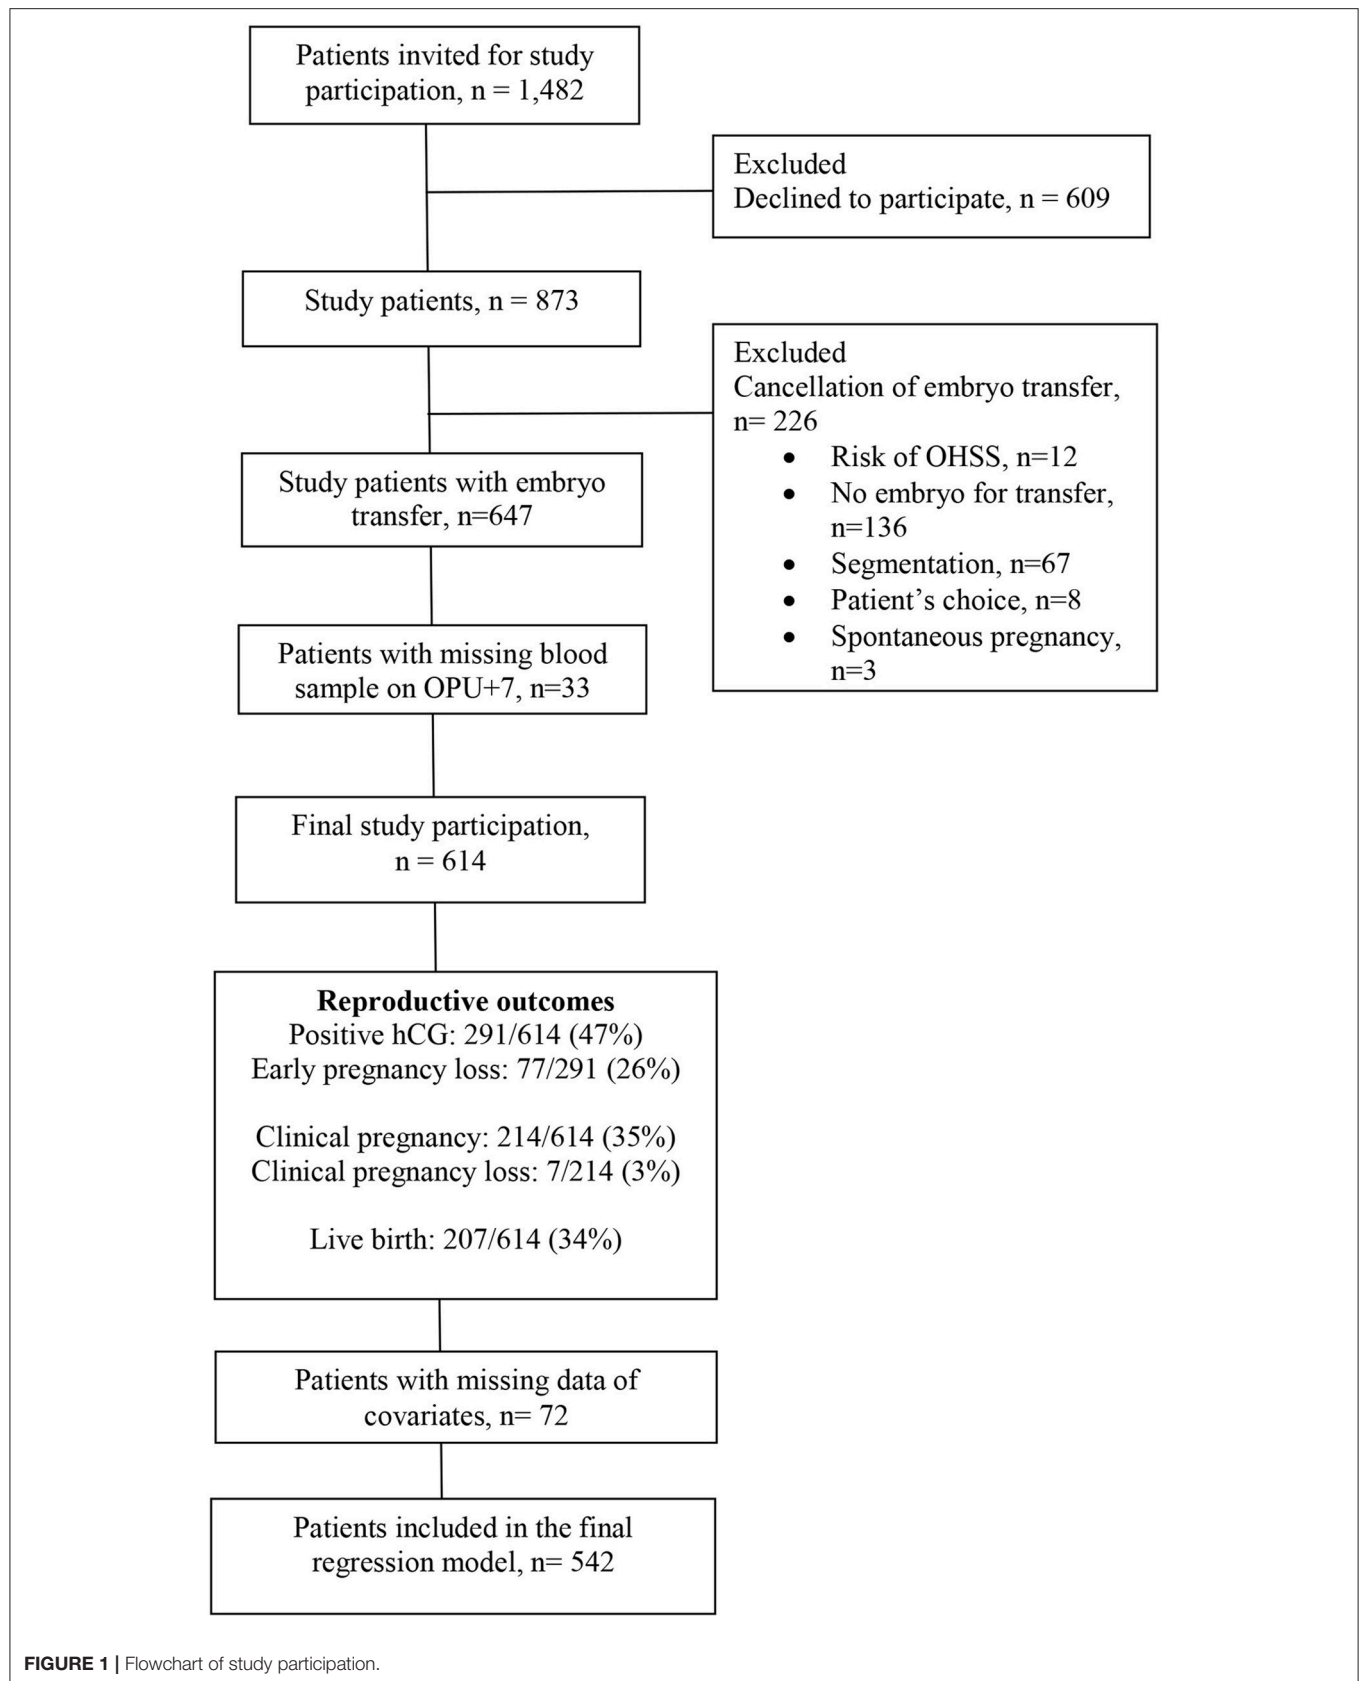 Patients invited for study
participation, n = 1,482
Excluded
Declined to participate, n = 609
Study patients, n = 873
Excluded
Cancellation of embryo transfer,
n= 226
• Risk of OHSS, n=12
• No embryo for transfer,
n=136
• Segmentation, n=67
• Patient’s choice, n=8
• Spontaneous pregnancy,
n=3
Study patients with embryo
transfer, n=647
Patients with missing blood
sample on OPU+7, n=33
Final study participation,
n = 614
Reproductive outcomes
Positive hCG: 291/614 (47%)
Early pregnancy loss: 77/291 (26%)
Clinical pregnancy: 214/614 (35%)
Clinical pregnancy loss: 7/214 (3%)
Live birth: 207/614 (34%)
Patients with missing data of
covariates, n= 72
Patients included in the final
regression model, n= 542
FIGURE 1 | Flowchart of study participation.